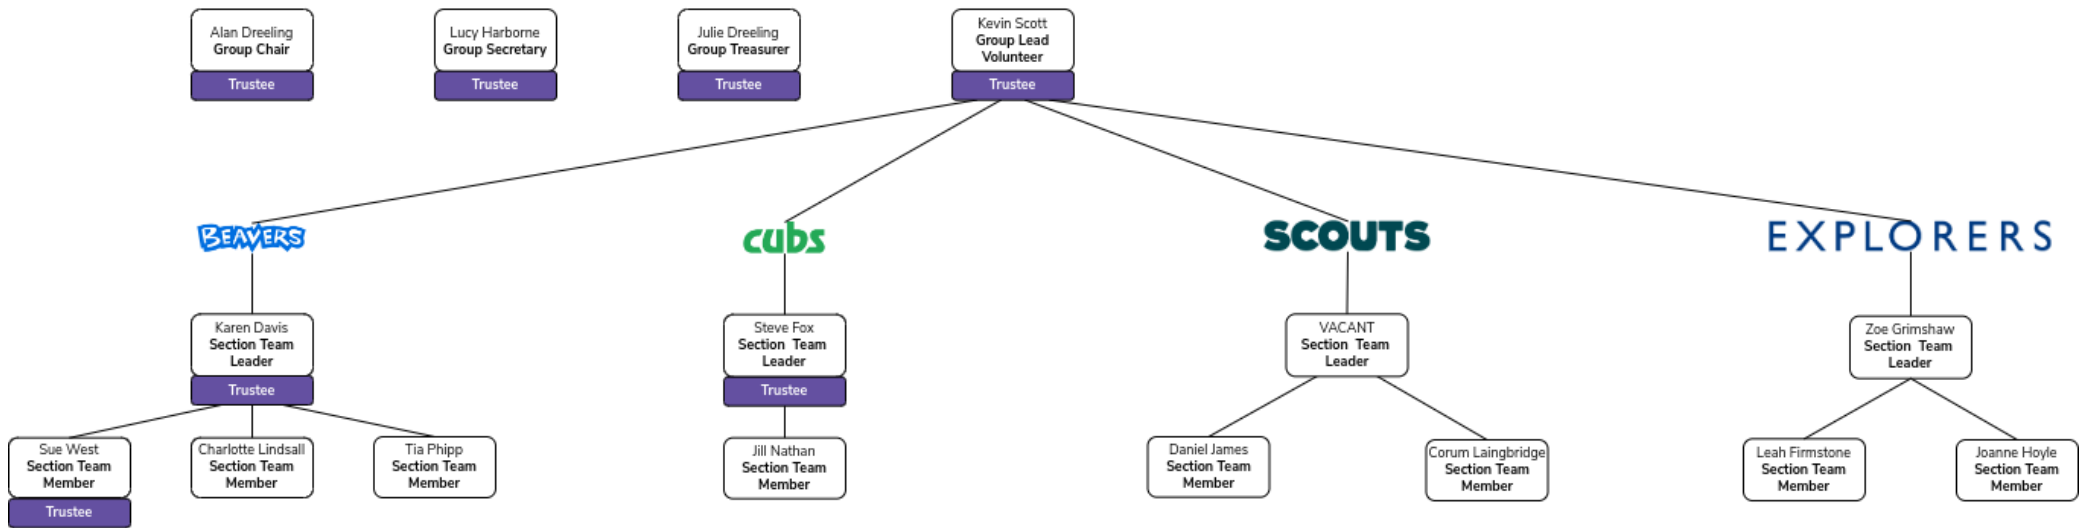 Alan Dreeling
Group Chair
Trustee
Lucy Harborne
Group Secretary
Trustee
Julie Dreeling
Group Treasurer
Trustee
Kevin Scott
Group Lead
Volunteer
Trustee
BEAVERS
cubs
SCOUTS
EXPLORERS
Karen Davis
Section Team
Leader
Trustee
Steve Fox
Section Team
Leader
Trustee
VACANT
Section Team
Leader
Zoe Grimshaw
Section Team
Leader
Sue West
Section Team
Member
Trustee
Charlotte Lindsall
Section Team
Member
Tia Phipp
Section Team
Member
Jill Nathan
Section Team
Member
Daniel James
Section Team
Member
Corum Laingbridge
Section Team
Member
Leah Firmstone
Section Team
Member
Joanne Hoyle
Section Team
Member